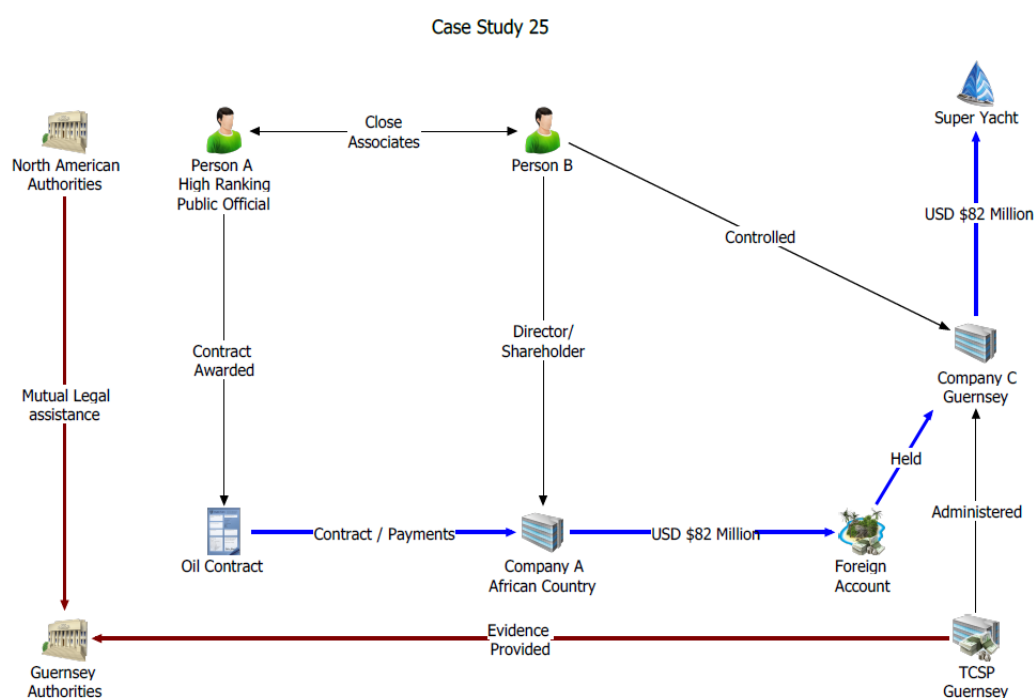 Case Study 25
Close
Associates
Super Yacht
North American
Authorities
Person A
High Ranking
Public Official
Person B
USD $82 Million
Controlled
Contract
Awarded
Director/
Shareholder
Mutual Legal
assistance
Company C
Guernsey
Held
Administered
Contract / Payments
USD $82 Million
Oil Contract
Company A
African Country
Foreign
Account
Evidence
Provided
Guernsey
Authorities
TCSP
Guernsey